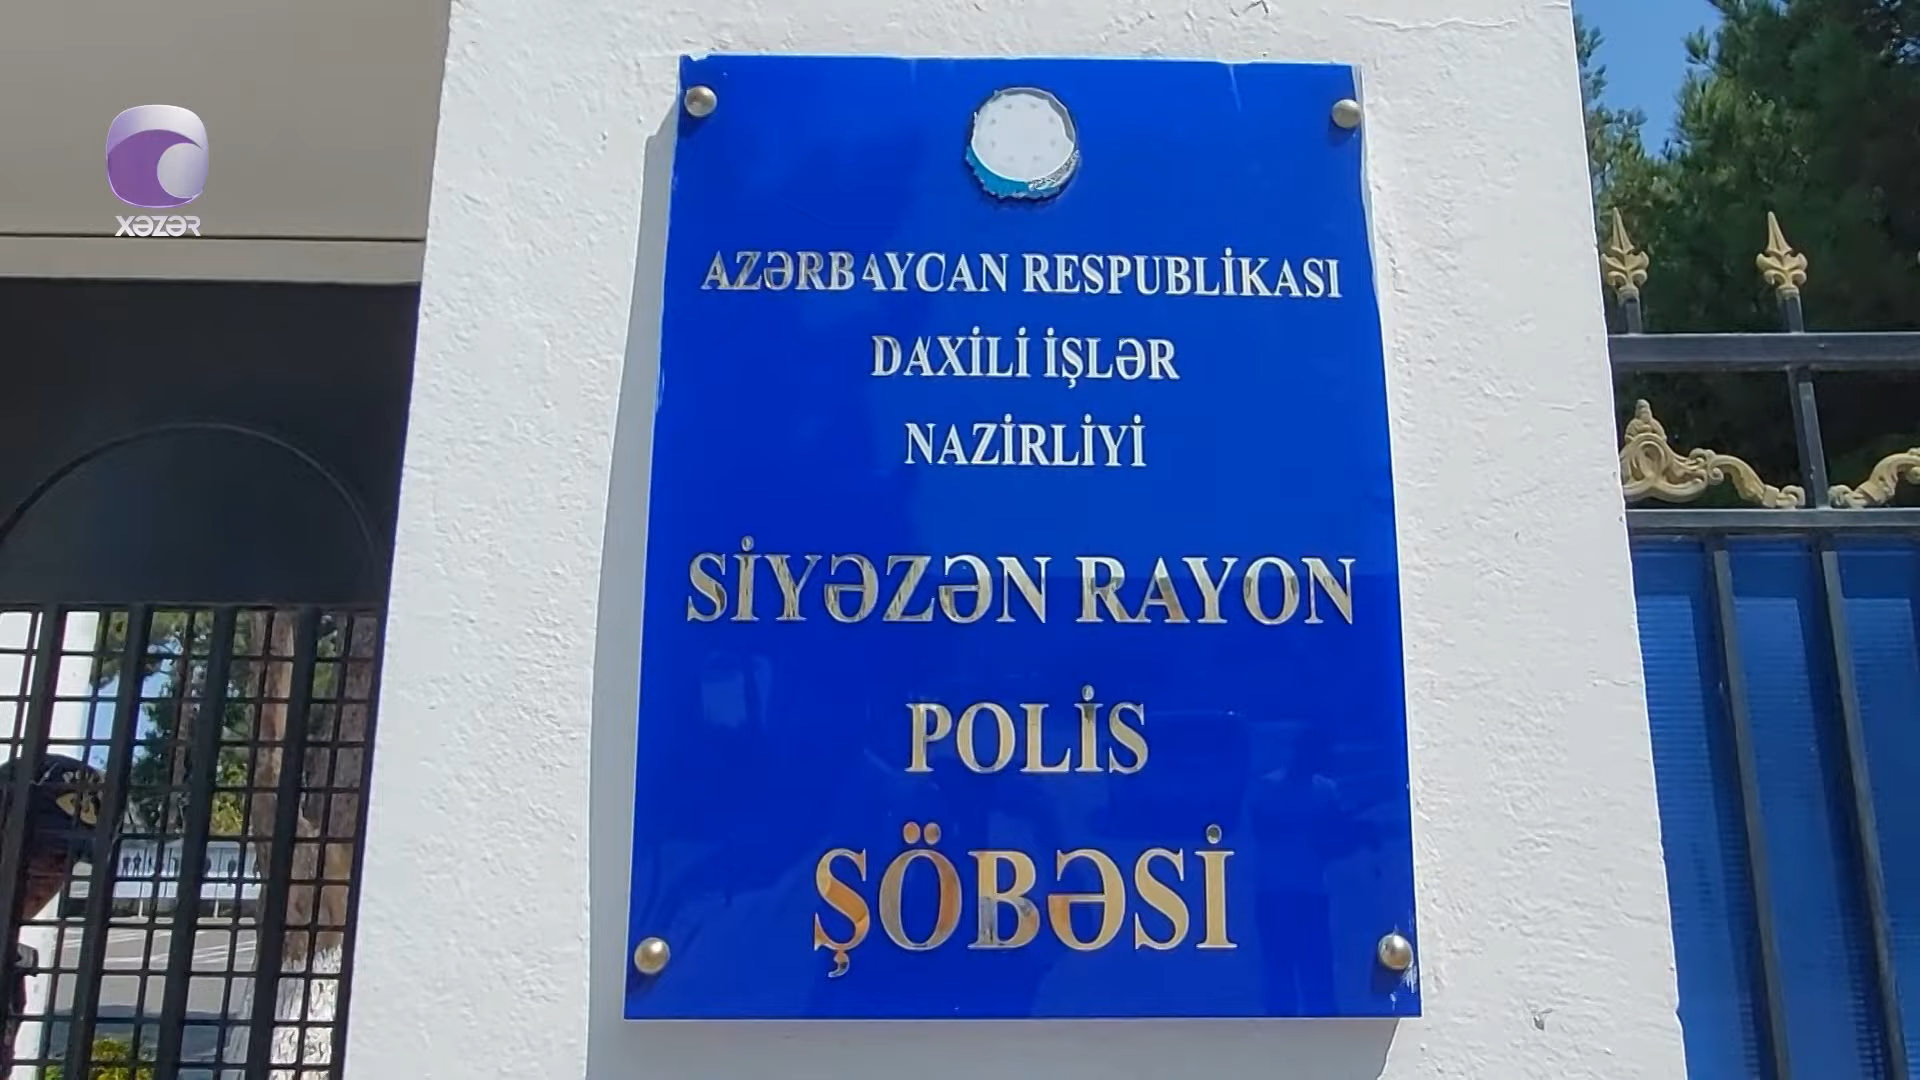 XƏZƏR
AZƏRBAYCAN RESPUBLİKASI
DAXİLİ İŞLƏR
NAZİRLİYİ
SİYƏZƏN RAYON
POLİS
ŞÖBƏSİ